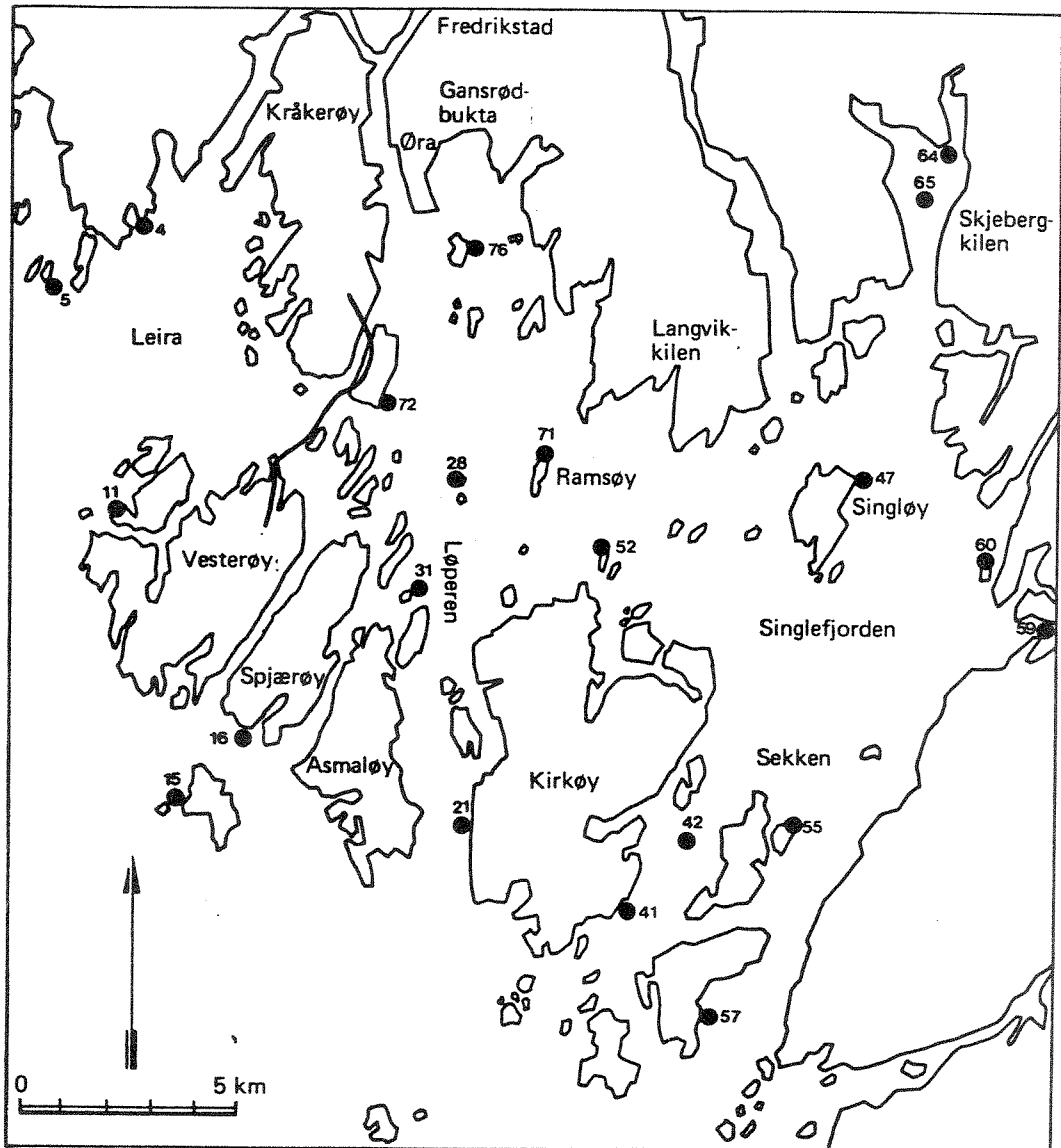 Fredrikstad
Kråkerøy
Gansrød-
bukta
Øra
64
65
Skjeberg-
kilen
4
76
5
Leira
Langvik-
kilen
72
71
28
Ramsøy
47
Singløy
11
Vesterøy
52
60
Løperen
31
59
Singlefjorden
Spjærøy
16
Asmaløy
Kirkøy
Sekken
15
21
42
55
41
57
0
5 km